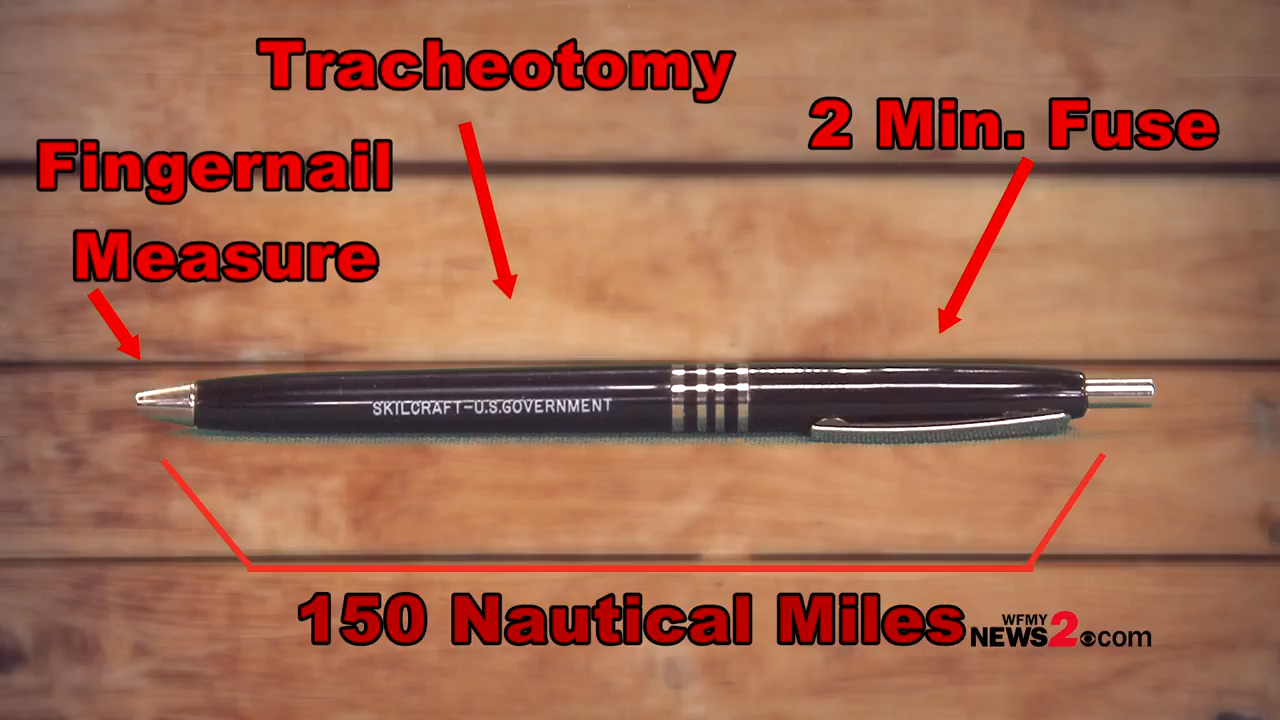 Tracheotomy
2 Min. Fuse
Fingernail
Measure
SKILCRAFT-U.S.GOVERNMENT
150 Nautical Miles
WFMY
NEWS2 com